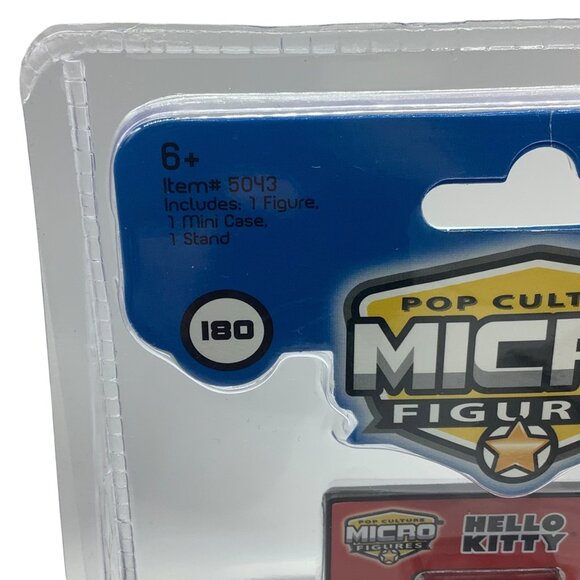 6+
Item# 5043
Includes: 1 Figure,
1 Mini Case,
1 Stand
180
POP CULTU
MICR
FIGUR
POP CULTURE
MICRO
FIGURES
HELLO
KITTY